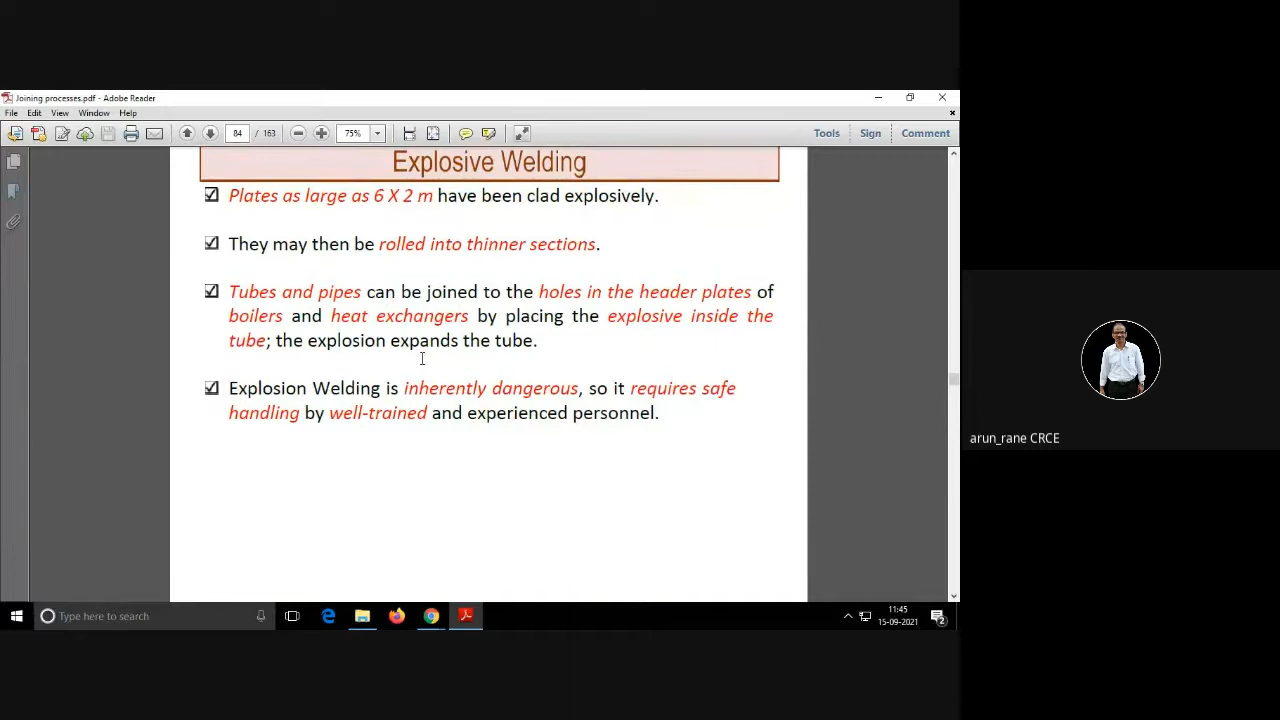 Joining processes.pdf - Adobe Reader
File Edit View Window Help
84 / 163 75% Tools Sign Comment
Explosive Welding
Plates as large as 6 X 2 m have been clad explosively.
They may then be rolled into thinner sections.
Tubes and pipes can be joined to the holes in the header plates of
boilers and heat exchangers by placing the explosive inside the
tube; the explosion expands the tube.
Explosion Welding is inherently dangerous, so it requires safe
handling by well-trained and experienced personnel.
arun_rane CRCE
Type here to search
11:45
15-09-2021
2